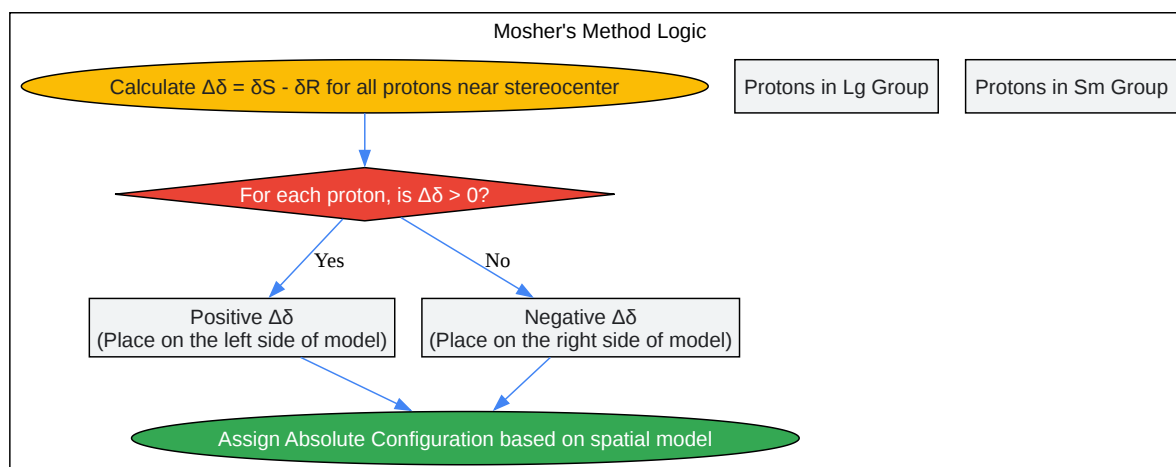 Mosher's Method Logic
Calculate Δδ = δS - δR for all protons near stereocenter
Protons in Lg Group
Protons in Sm Group
For each proton, is Δδ > 0?
Yes
No
Positive Δδ
(Place on the left side of model)
Negative Δδ
(Place on the right side of model)
Assign Absolute Configuration based on spatial model